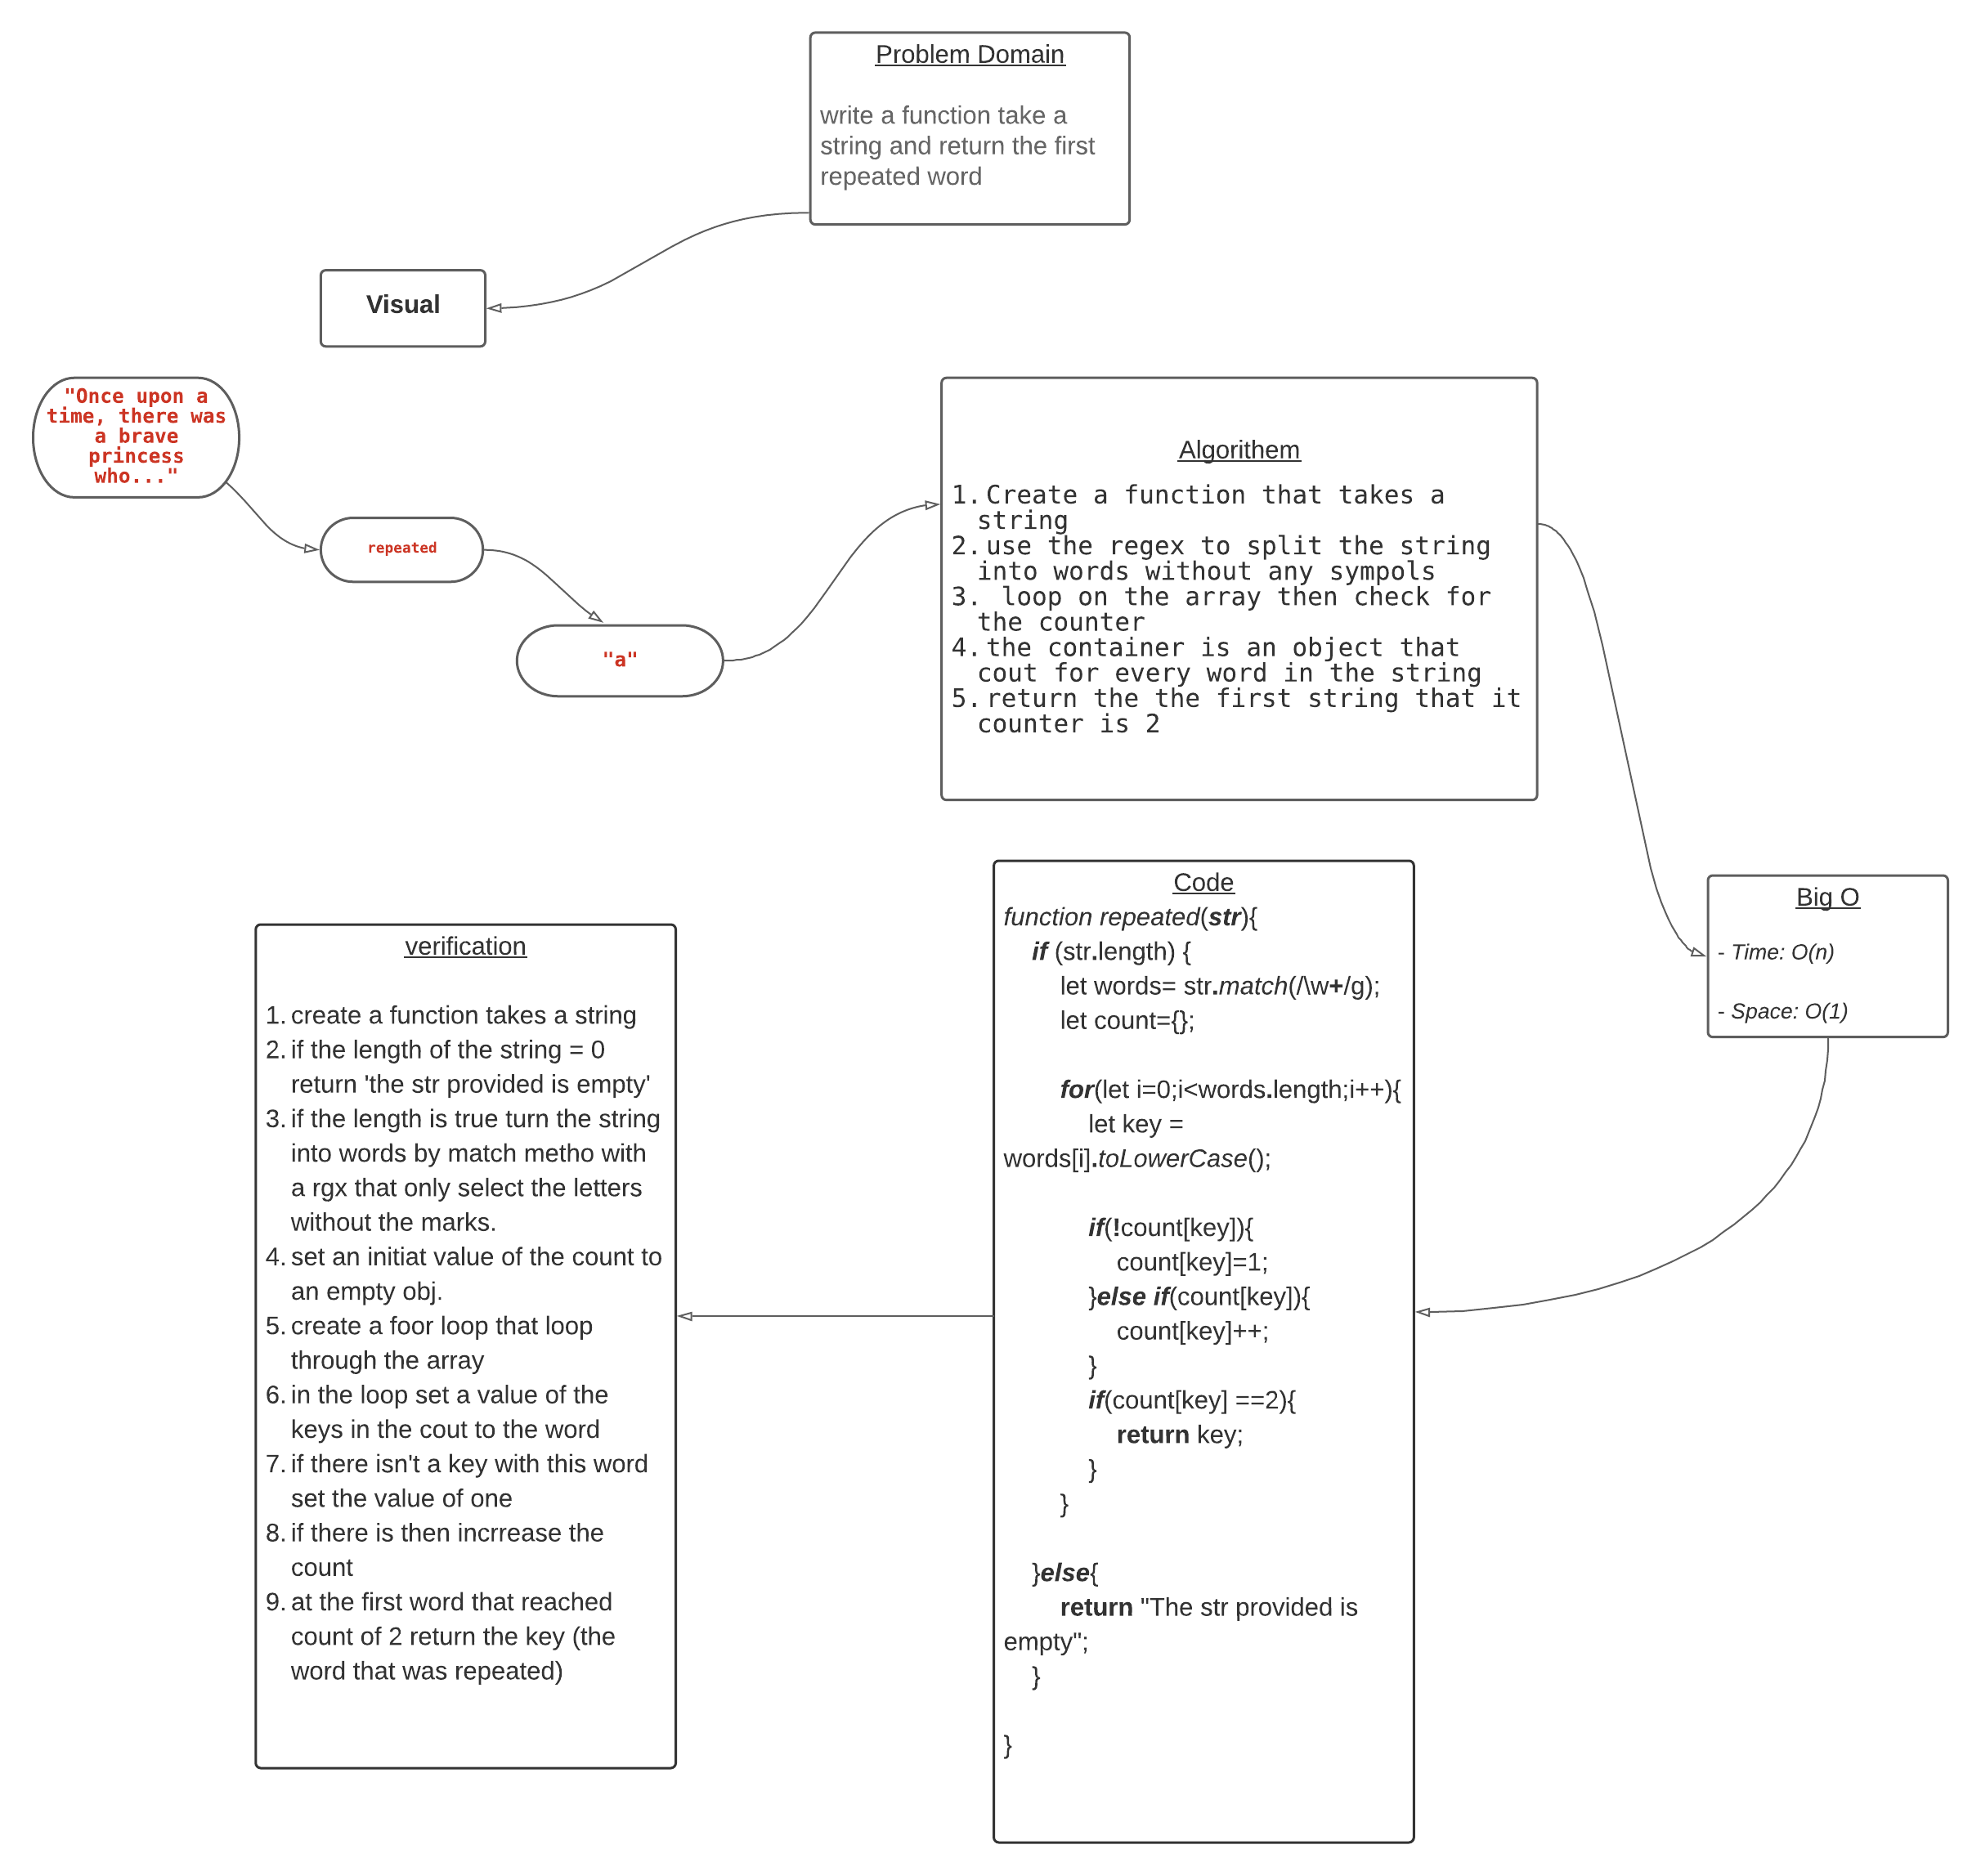 Problem Domain
write a function take a
string and return the first
repeated word
Visual
"Once upon a
time, there was
a brave
princess
who..."
repeated
"a"
Algorithem
1. Create a function that takes a
string
2. use the regex to split the string
into words without any sympols
3.  loop on the array then check for
the counter
4. the container is an object that
cout for every word in the string
5. return the the first string that it
counter is 2
Big O
- Time: O(n)
- Space: O(1)
Code
function repeated(str){
if (str.length) {
let words= str.match(/\w+/g);
let count={};
for(let i=0;i<words.length;i++){
let key =
words[i].toLowerCase();
if(!count[key]){
count[key]=1;
}else if(count[key]){
count[key]++;
}
if(count[key] ==2){
return key;
}
}
}else{
return "The str provided is
empty";
}
}
verification
1. create a function takes a string
2. if the length of the string = 0
return 'the str provided is empty'
3. if the length is true turn the string
into words by match metho with
a rgx that only select the letters
without the marks.
4. set an initiat value of the count to
an empty obj.
5. create a foor loop that loop
through the array
6. in the loop set a value of the
keys in the cout to the word
7. if there isn't a key with this word
set the value of one
8. if there is then incrrease the
count
9. at the first word that reached
count of 2 return the key (the
word that was repeated)